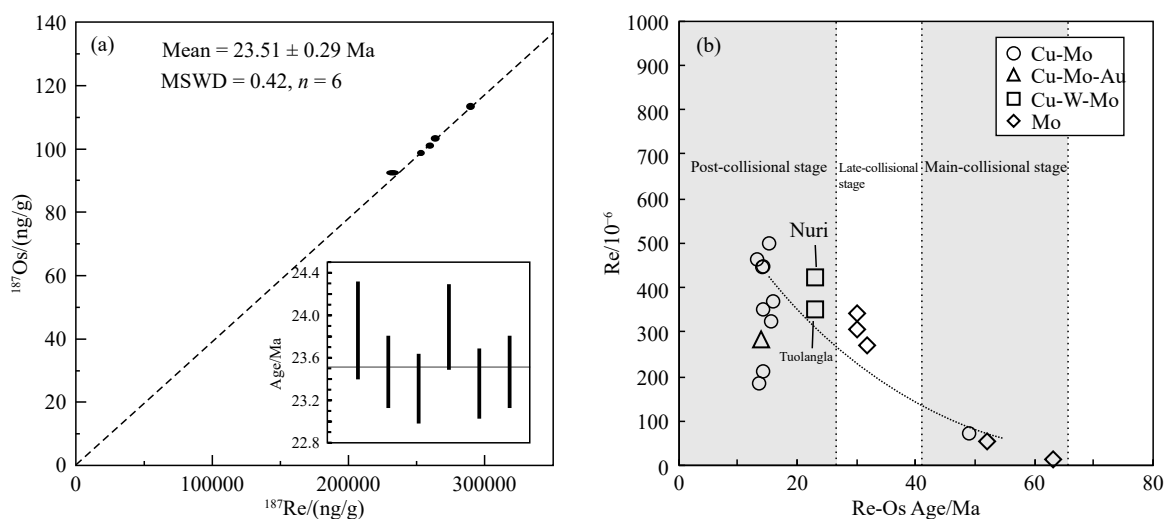 (a)
Mean = 23.51 ± 0.29 Ma
MSWD = 0.42, n = 6
140
120
100
80
60
40
20
0
¹⁸⁷Os/(ng/g)
0
100000
200000
300000
¹⁸⁷Re/(ng/g)
24.4
24.0
23.6
23.2
22.8
Age/Ma
(b)
Cu-Mo
Cu-Mo-Au
Cu-W-Mo
Mo
1000
900
800
700
600
500
400
300
200
100
0
Re/10⁻⁶
Post-collisional stage
Late-collisional
stage
Main-collisional stage
Nuri
Tuolangla
0
20
40
60
80
Re-Os Age/Ma